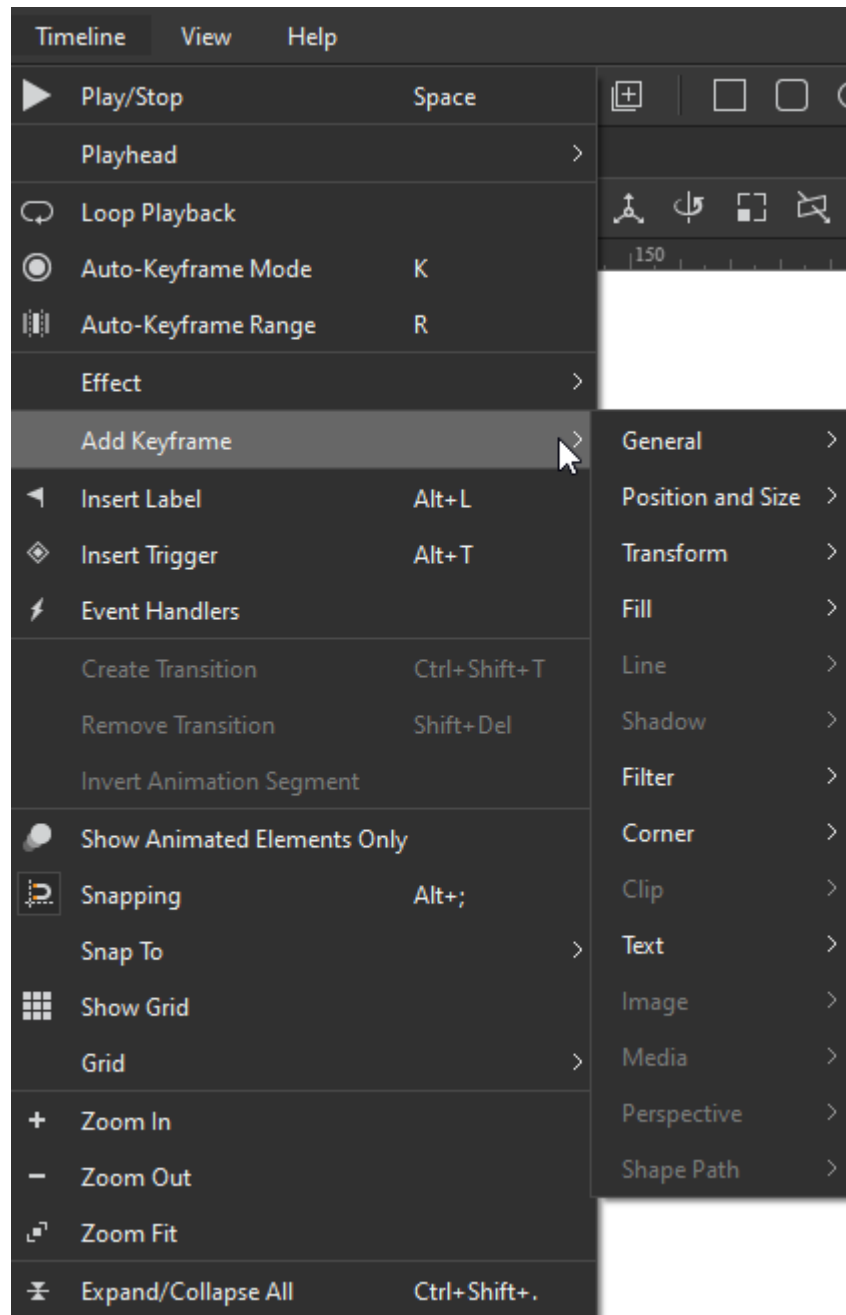 Timeline View Help
Play/Stop Space
Playhead
Loop Playback
150
Auto-Keyframe Mode K
Auto-Keyframe Range R
Effect
Add Keyframe
Insert Label Alt+L
Insert Trigger Alt+T
Event Handlers
Create Transition Ctrl+Shift+T
Remove Transition Shift+Del
Invert Animation Segment
Show Animated Elements Only
Snapping Alt+;
Snap To
Show Grid
Grid
Zoom In
Zoom Out
Zoom Fit
Expand/Collapse All Ctrl+Shift+.
General
Position and Size
Transform
Fill
Line
Shadow
Filter
Corner
Clip
Text
Image
Media
Perspective
Shape Path